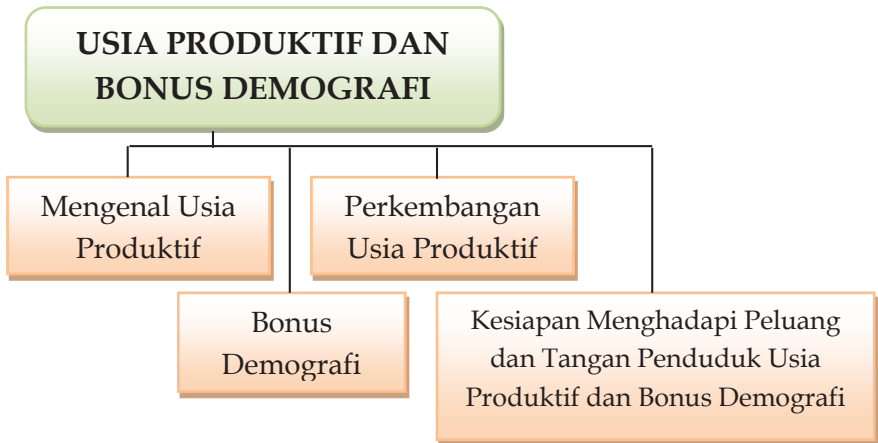 USIA PRODUKTIF DAN
BONUS DEMOGRAFI
Mengenal Usia
Produktif
Perkembangan
Usia Produktif
Bonus
Demografi
Kesiapan Menghadapi Peluang
dan Tangan Penduduk Usia
Produktif dan Bonus Demografi